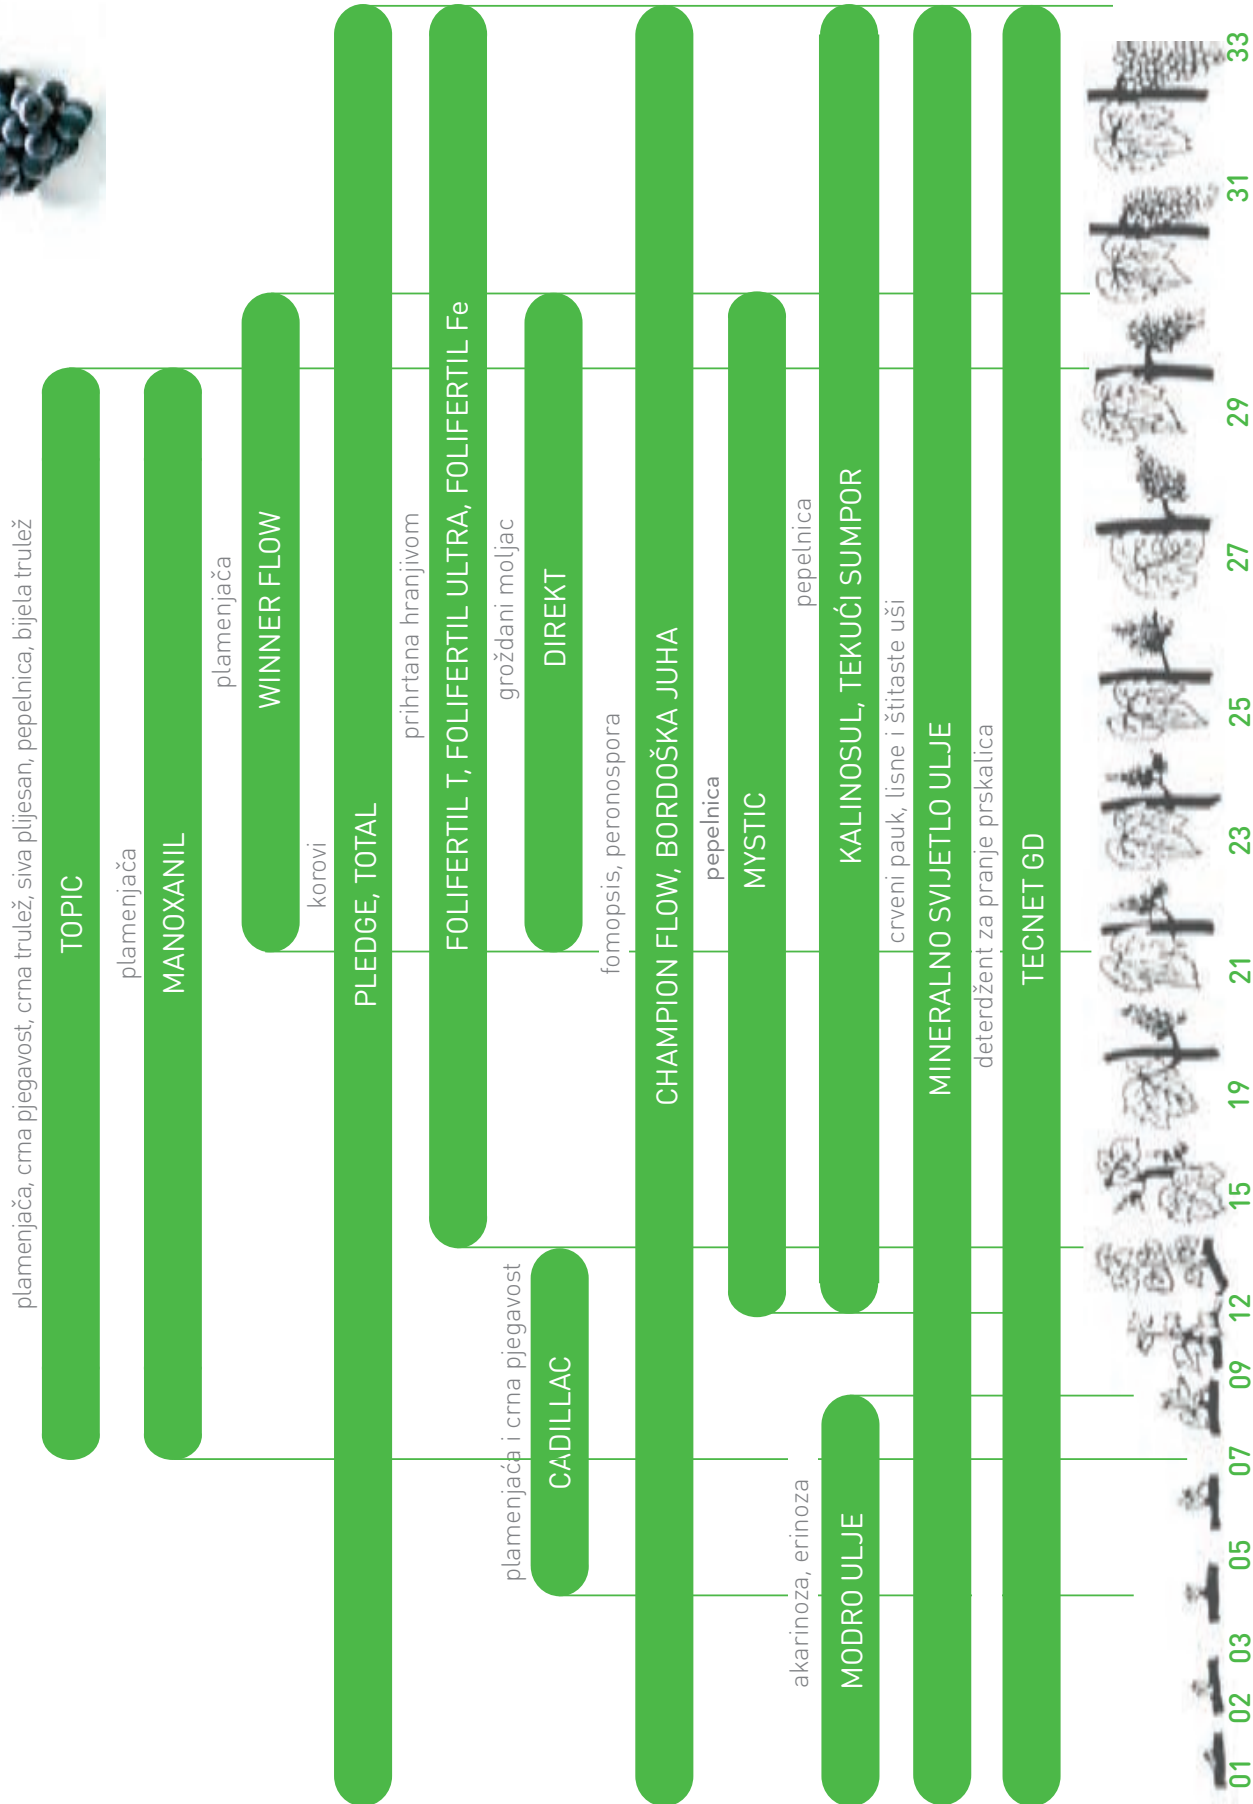 plamenjača, crna pjegavost, crna trulež, siva plijesan, pepelnica, bijela trulež
TOPIC
plamenjača
MANOXANIL
plamenjača
WINNER FLOW
korovi
PLEDGE, TOTAL
prihrtana hranjivom
FOLIFERTIL T, FOLIFERTIL ULTRA, FOLIFERTIL Fe
plamenjaća i crna pjegavost
CADILLAC
groždani moljac
DIREKT
fomopsis, peronospora
CHAMPION FLOW, BORDOŠKA JUHA
pepelnica
MYSTIC
akarinoza, erinoza
MODRO ULJE
pepelnica
KALINOSUL, TEKUĆI SUMPOR
crveni pauk, lisne i štitaste uši
MINERALNO SVIJETLO ULJE
deterdžent za pranje prskalica
TECNET GD
01 02 03 05 07 09 12 15 19 21 23 25 27 29 31 33